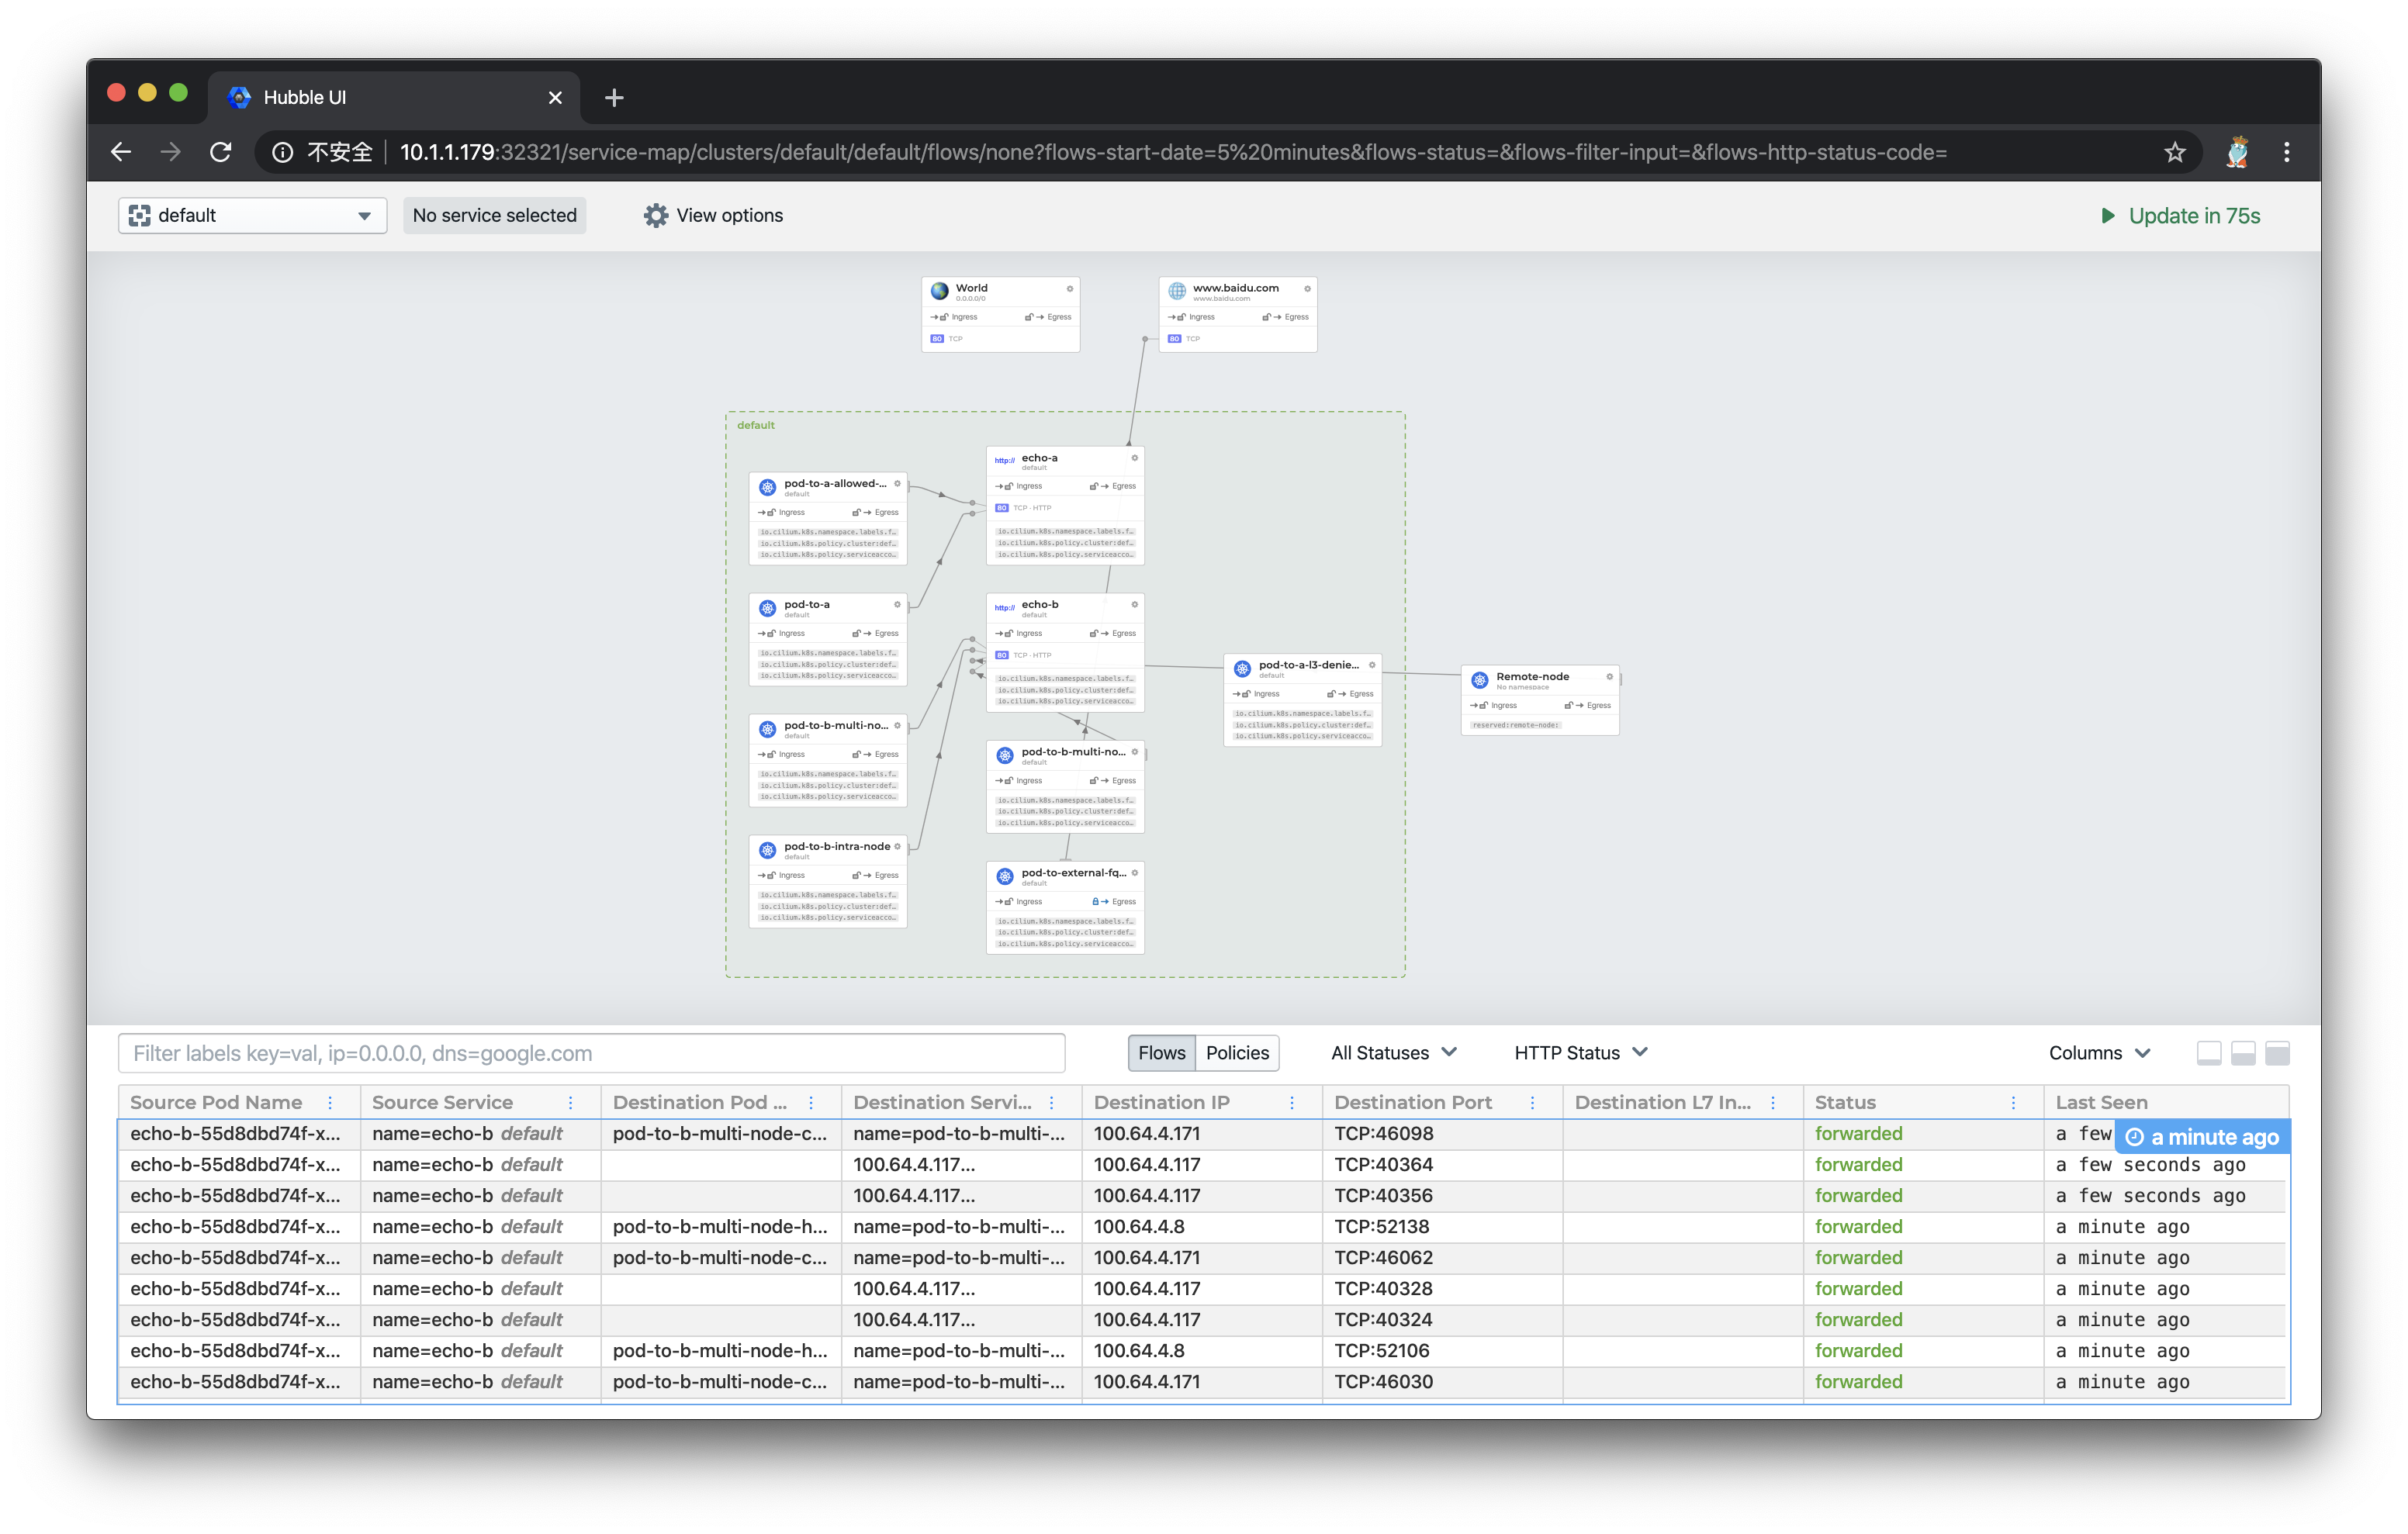 Hubble UI
不安全 10.1.1.179:32321/service-map/clusters/default/default/flows/none?flows-start-date=5%20minutes&flows-status=&flows-filter-input=&flows-http-status-code=
default No service selected View options Update in 75s
World
0.0.0.0/0
Ingress Egress
80 TCP
www.baidu.com
www.baidu.com
Ingress Egress
80 TCP
default
pod-to-a-allowed-...
default
Ingress Egress
io.cilium.k8s.namespace.labels.f…
io.cilium.k8s.policy.cluster:def…
io.cilium.k8s.policy.serviceacco…
pod-to-a
default
Ingress Egress
io.cilium.k8s.namespace.labels.f…
io.cilium.k8s.policy.cluster:def…
io.cilium.k8s.policy.serviceacco…
pod-to-b-multi-no...
default
Ingress Egress
io.cilium.k8s.namespace.labels.f…
io.cilium.k8s.policy.cluster:def…
io.cilium.k8s.policy.serviceacco…
pod-to-b-intra-node
default
Ingress Egress
io.cilium.k8s.namespace.labels.f…
io.cilium.k8s.policy.cluster:def…
io.cilium.k8s.policy.serviceacco…
http:// echo-a
default
Ingress Egress
80 TCP · HTTP
io.cilium.k8s.namespace.labels.f…
io.cilium.k8s.policy.cluster:def…
io.cilium.k8s.policy.serviceacco…
http:// echo-b
default
Ingress Egress
80 TCP · HTTP
io.cilium.k8s.namespace.labels.f…
io.cilium.k8s.policy.cluster:def…
io.cilium.k8s.policy.serviceacco…
pod-to-b-multi-no...
default
Ingress Egress
io.cilium.k8s.namespace.labels.f…
io.cilium.k8s.policy.cluster:def…
io.cilium.k8s.policy.serviceacco…
pod-to-external-fq...
default
Ingress Egress
io.cilium.k8s.namespace.labels.f…
io.cilium.k8s.policy.cluster:def…
io.cilium.k8s.policy.serviceacco…
pod-to-a-l3-denie...
default
Ingress Egress
io.cilium.k8s.namespace.labels.f…
io.cilium.k8s.policy.cluster:def…
io.cilium.k8s.policy.serviceacco…
Remote-node
No namespace
Ingress Egress
reserved:remote-node:
Filter labels key=val, ip=0.0.0.0, dns=google.com Flows Policies All Statuses HTTP Status Columns
Source Pod Name Source Service Destination Pod ... Destination Servi... Destination IP Destination Port Destination L7 In... Status Last Seen
echo-b-55d8dbd74f-x... name=echo-b default pod-to-b-multi-node-c... name=pod-to-b-multi-... 100.64.4.171 TCP:46098 forwarded a few a minute ago
echo-b-55d8dbd74f-x... name=echo-b default 100.64.4.117... 100.64.4.117 TCP:40364 forwarded a few seconds ago
echo-b-55d8dbd74f-x... name=echo-b default 100.64.4.117... 100.64.4.117 TCP:40356 forwarded a few seconds ago
echo-b-55d8dbd74f-x... name=echo-b default pod-to-b-multi-node-h... name=pod-to-b-multi-... 100.64.4.8 TCP:52138 forwarded a minute ago
echo-b-55d8dbd74f-x... name=echo-b default pod-to-b-multi-node-c... name=pod-to-b-multi-... 100.64.4.171 TCP:46062 forwarded a minute ago
echo-b-55d8dbd74f-x... name=echo-b default 100.64.4.117... 100.64.4.117 TCP:40328 forwarded a minute ago
echo-b-55d8dbd74f-x... name=echo-b default 100.64.4.117... 100.64.4.117 TCP:40324 forwarded a minute ago
echo-b-55d8dbd74f-x... name=echo-b default pod-to-b-multi-node-h... name=pod-to-b-multi-... 100.64.4.8 TCP:52106 forwarded a minute ago
echo-b-55d8dbd74f-x... name=echo-b default pod-to-b-multi-node-c... name=pod-to-b-multi-... 100.64.4.171 TCP:46030 forwarded a minute ago